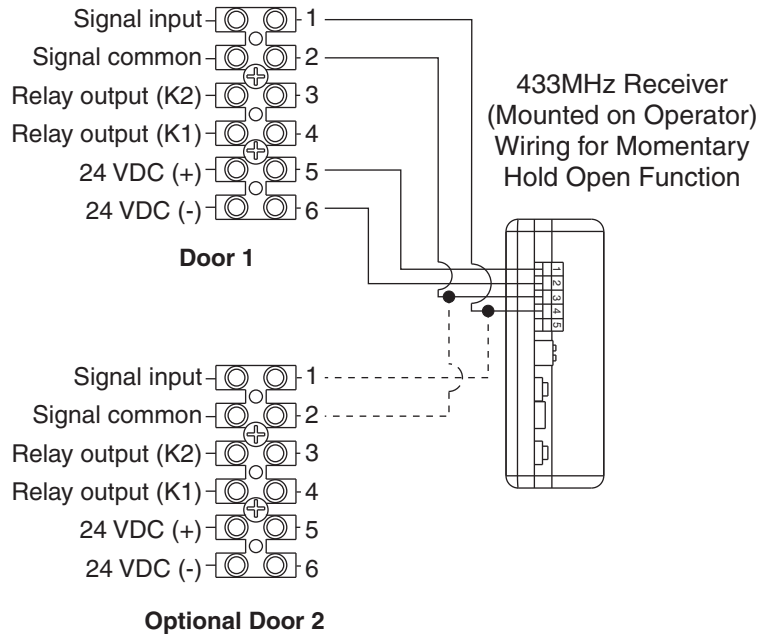 Signal input 1
Signal common 2
Relay output (K2) 3
Relay output (K1) 4
24 VDC (+) 5
24 VDC (-) 6
Door 1
433MHz Receiver
(Mounted on Operator)
Wiring for Momentary
Hold Open Function
1
2
3
4
5
Signal input 1
Signal common 2
Relay output (K2) 3
Relay output (K1) 4
24 VDC (+) 5
24 VDC (-) 6
Optional Door 2